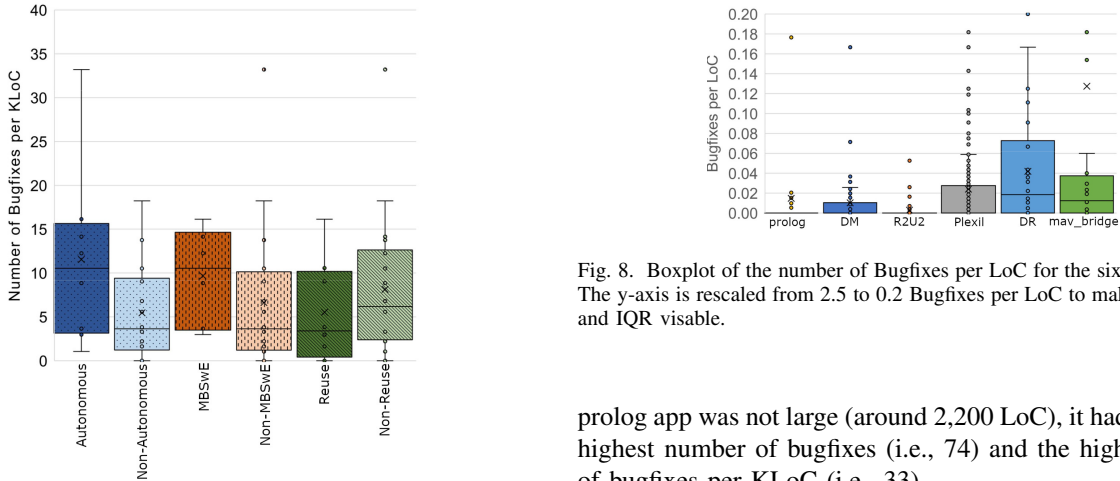 40
35
30
25
20
15
10
5
0
Number of Bugfixes per KLoC
Autonomous
Non-Autonomous
MBSwE
Non-MBSwE
Reuse
Non-Reuse
0.20
0.18
0.16
0.14
0.12
0.10
0.08
0.06
0.04
0.02
0.00
Bugfixes per LoC
prolog DM R2U2 Plexil DR mav_bridge
Fig. 8. Boxplot of the number of Bugfixes per LoC for the six
The y-axis is rescaled from 2.5 to 0.2 Bugfixes per LoC to mal
and IQR visable.
prolog app was not large (around 2,200 LoC), it had
highest number of bugfixes (i.e., 74) and the high
of bugfixes per KLoC (i.e., 33).